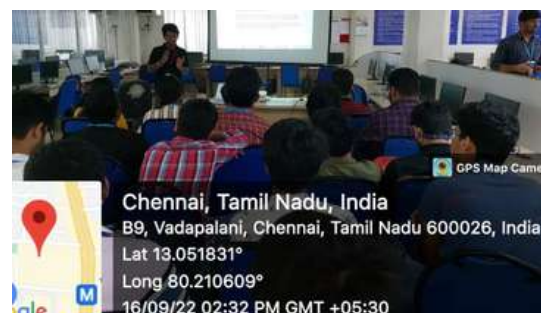 GPS Map Came
Chennai, Tamil Nadu, India
B9, Vadapalani, Chennai, Tamil Nadu 600026, India
Lat 13.051831°
Long 80.210609°
16/09/22 02:32 PM GMT +05:30
M
gle